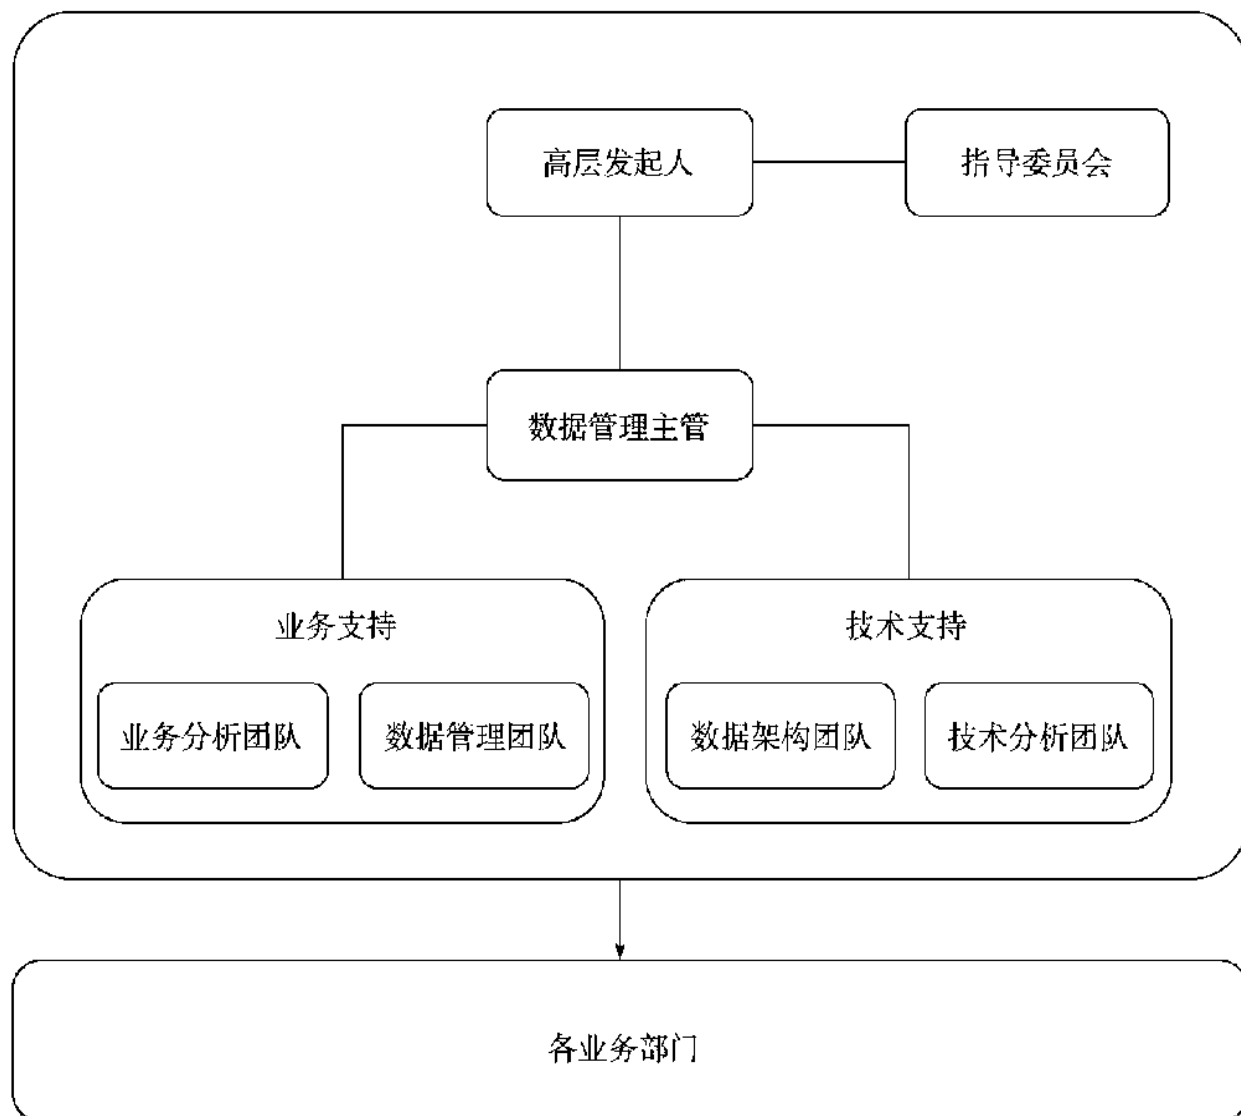 高层发起人
指导委员会
数据管理主管
业务支持
技术支持
业务分析团队
数据管理团队
数据架构团队
技术分析团队
各业务部门